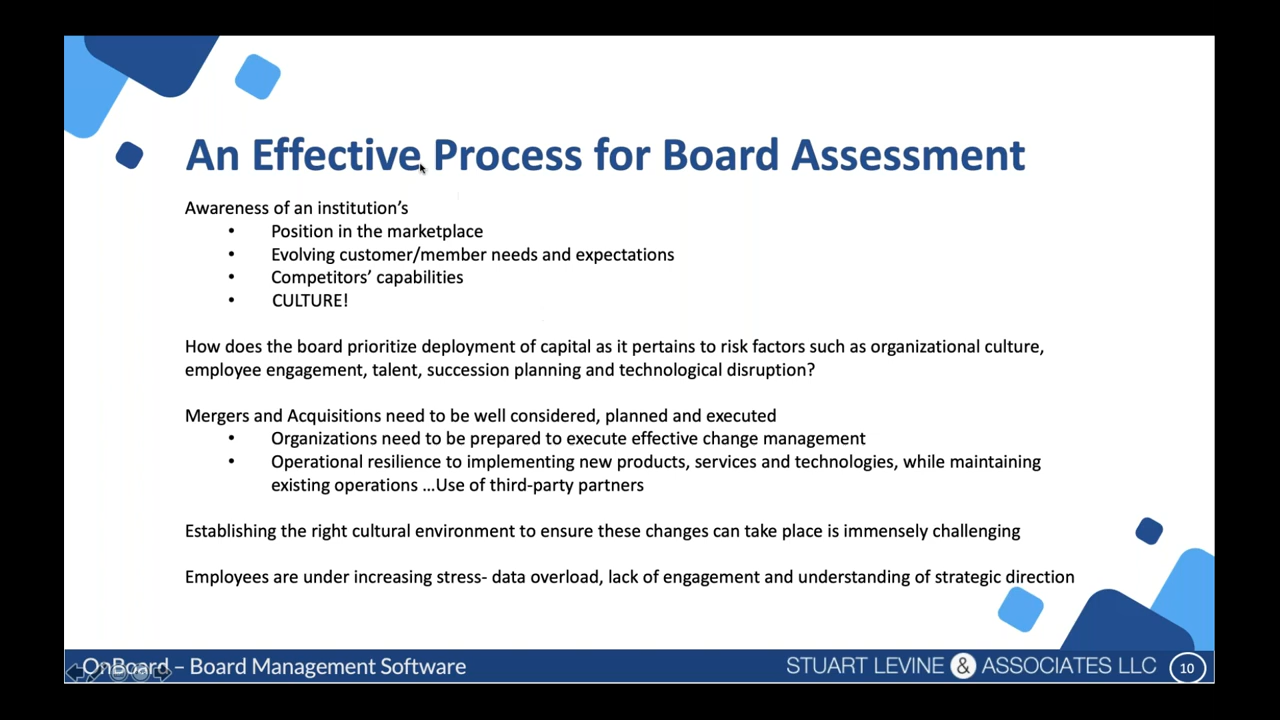 An Effective Process for Board Assessment
Awareness of an institution’s
• Position in the marketplace
• Evolving customer/member needs and expectations
• Competitors’ capabilities
• CULTURE!
How does the board prioritize deployment of capital as it pertains to risk factors such as organizational culture,
employee engagement, talent, succession planning and technological disruption?
Mergers and Acquisitions need to be well considered, planned and executed
• Organizations need to be prepared to execute effective change management
• Operational resilience to implementing new products, services and technologies, while maintaining
existing operations …Use of third-party partners
Establishing the right cultural environment to ensure these changes can take place is immensely challenging
Employees are under increasing stress- data overload, lack of engagement and understanding of strategic direction
OnBoard – Board Management Software
STUART LEVINE & ASSOCIATES LLC
10